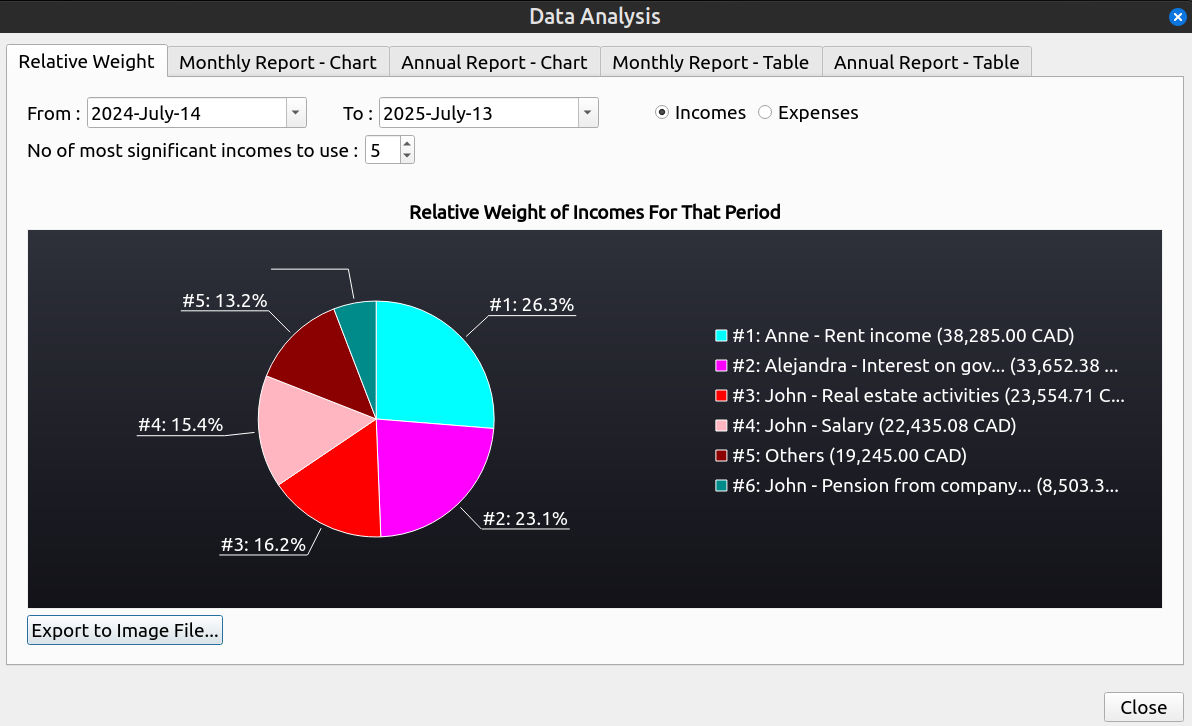 Data Analysis
Relative Weight
Monthly Report - Chart
Annual Report - Chart
Monthly Report - Table
Annual Report - Table
From : 2024-July-14
To : 2025-July-13
Incomes
Expenses
No of most significant incomes to use : 5
Relative Weight of Incomes For That Period
#5: 13.2%
#1: 26.3%
#4: 15.4%
#2: 23.1%
#3: 16.2%
#1: Anne - Rent income (38,285.00 CAD)
#2: Alejandra - Interest on gov... (33,652.38 ...
#3: John - Real estate activities (23,554.71 C...
#4: John - Salary (22,435.08 CAD)
#5: Others (19,245.00 CAD)
#6: John - Pension from company... (8,503.3...
Export to Image File...
Close